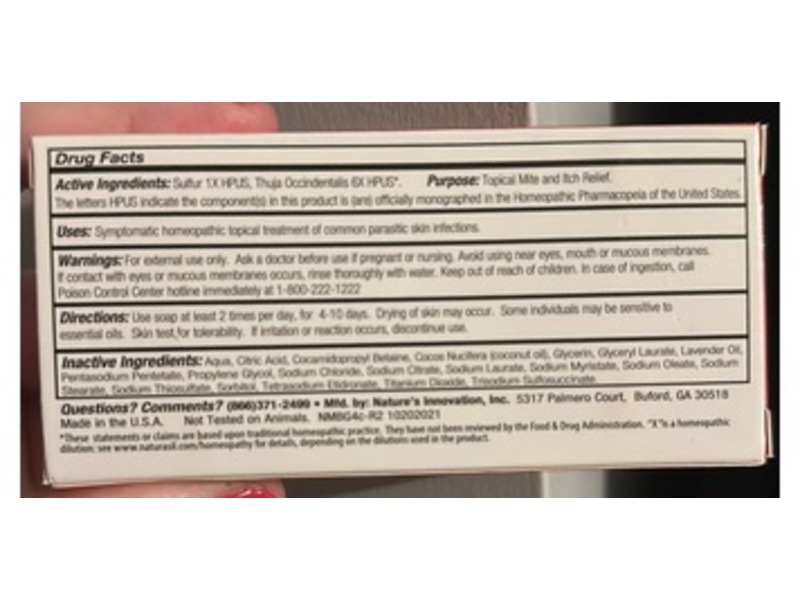 Drug Facts
Active Ingredients: Sulfur 1X HPUS, Thuja Occindentalis 6X HPUS*. Purpose: Topical Mite and Itch Relief.
The letters HPUS indicate the component(s) in this product is (are) officially monographed in the Homeopathic Pharmacopeia of the United States.
Uses: Symptomatic homeopathic topical treatment of common parasitic skin infections.
Warnings: For external use only. Ask a doctor before use if pregnant or nursing. Avoid using near eyes, mouth or mucous membranes.
If contact with eyes or mucous membranes occurs, rinse thoroughly with water. Keep out of reach of children. In case of ingestion, call
Poison Control Center hotline immediately at 1-800-222-1222
Directions: Use soap at least 2 times per day, for 4-10 days. Drying of skin may occur. Some individuals may be sensitive to
essential oils. Skin test for tolerability. If irritation or reaction occurs, discontinue use.
Inactive Ingredients: Aqua, Citric Acid, Cocamidopropyl Betaine, Cocos Nucifera (coconut oil), Glycerin, Glyceryl Laurate, Lavender Oil,
Pentasodium Pentetate, Propylene Glycol, Sodium Chloride, Sodium Citrate, Sodium Laurate, Sodium Myristate, Sodium Oleate, Sodium
Stearate, Sodium Thiosulfate, Sorbitol, Tetrasodium Etidronate, Titanium Dioxide, Trisodium Sulfosuccinate.
Questions? Comments? (866)371-2499 • Mfd. by: Nature's Innovation, Inc. 5317 Palmero Court, Buford, GA 30518
Made in the U.S.A. Not Tested on Animals. NMBG4c-R2 10202021
*These statements or claims are based upon traditional homeopathic practice. They have not been reviewed by the Food & Drug Administration. "X" is a homeopathic
dilution: see www.naturasil.com/homeopathy for details, depending on the dilutions used in the product.